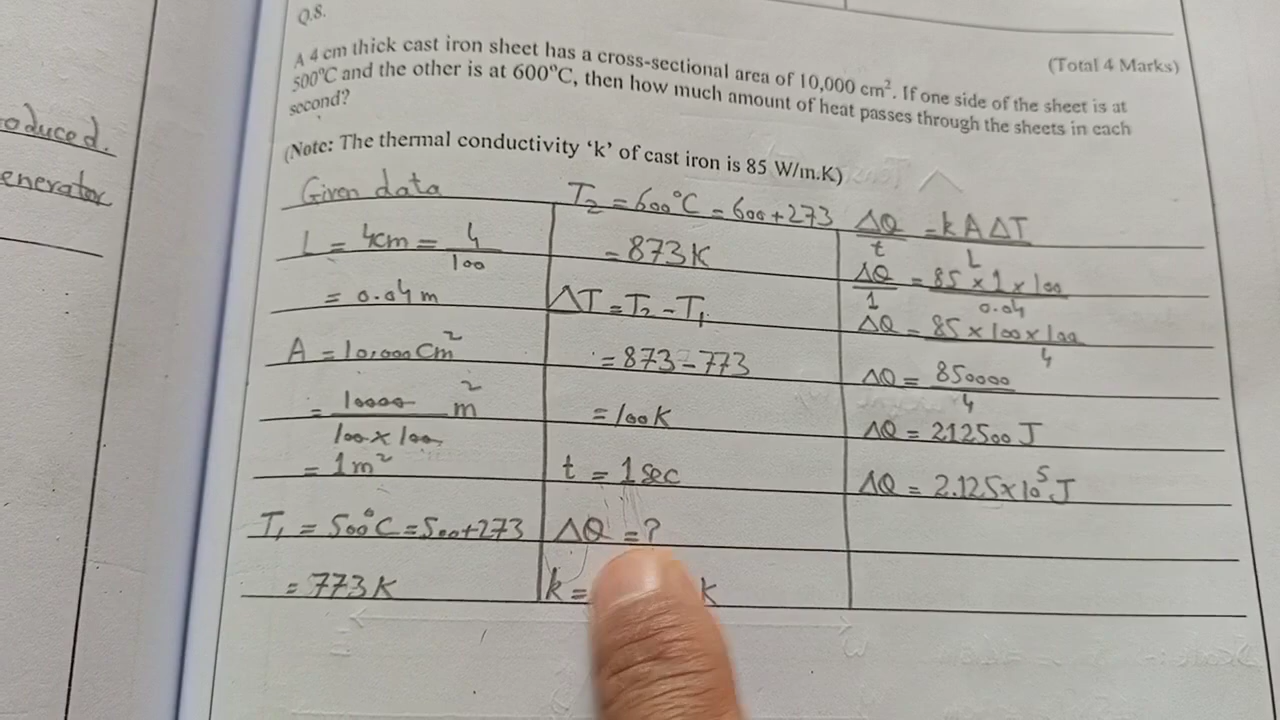 oduced.
enerator
Q.8.
(Total 4 Marks)
A 4 cm thick cast iron sheet has a cross-sectional area of 10,000 cm². If one side of the sheet is at
500°C and the other is at 600°C, then how much amount of heat passes through the sheets in each
second?
(Note: The thermal conductivity ‘k’ of cast iron is 85 W/m.K)
Given data
L = 4cm = 4/100
= 0.04 m
A = 10,000 cm²
= 10000/100×100 m²
= 1m²
T₁ = 500°C = 500+273
= 773 K
T₂ = 600°C = 600+273
= 873K
ΔT = T₂ - T₁
= 873 - 773
= 100K
t = 1 sec
ΔQ = ?
k = K
ΔQ/t = k A ΔT/L
ΔQ/1 = 85 × 1 × 100/0.04
ΔQ = 85 × 100 × 100/4
ΔQ = 850000/4
ΔQ = 212500 J
ΔQ = 2.125×10⁵ J